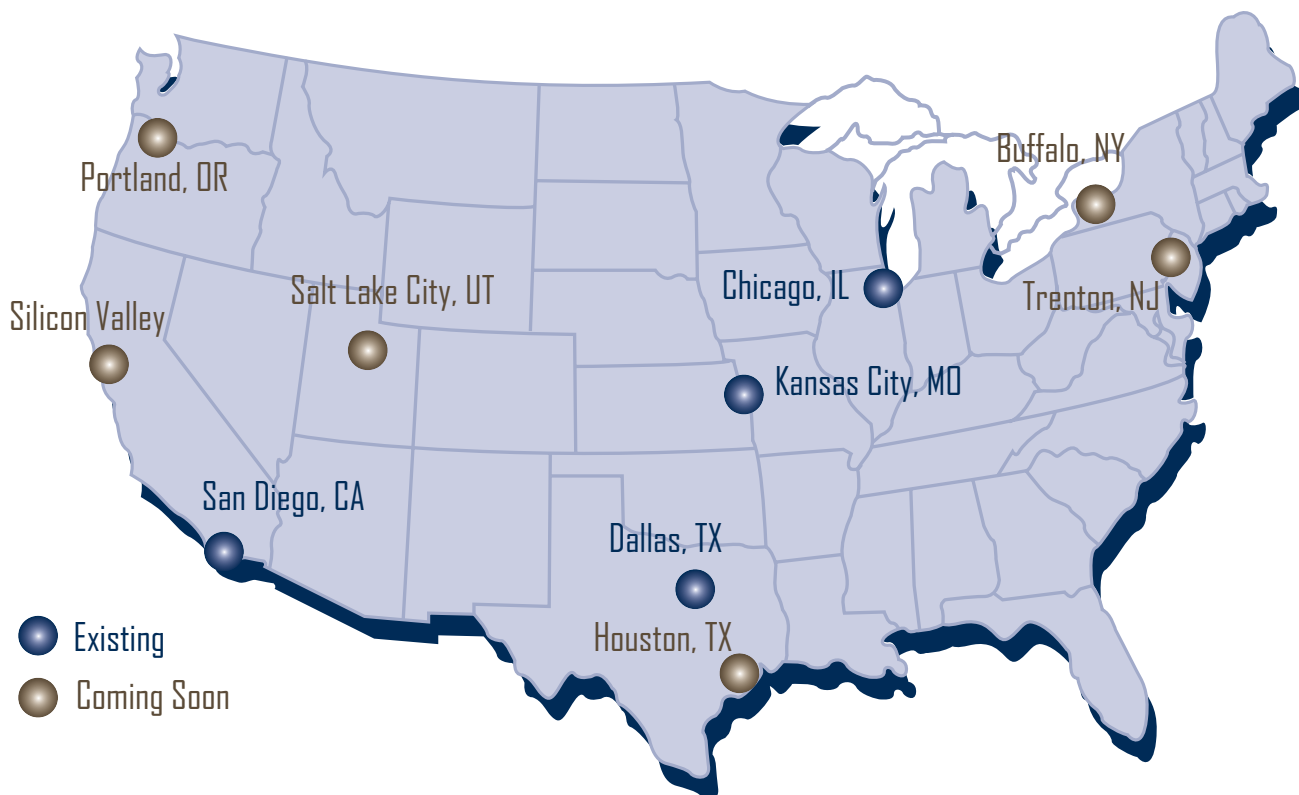 Buffalo, NY
Portland, OR
Salt Lake City, UT
Chicago, IL
Trenton, NJ
Silicon Valley
Kansas City, MO
San Diego, CA
Dallas, TX
Houston, TX
Existing
Coming Soon